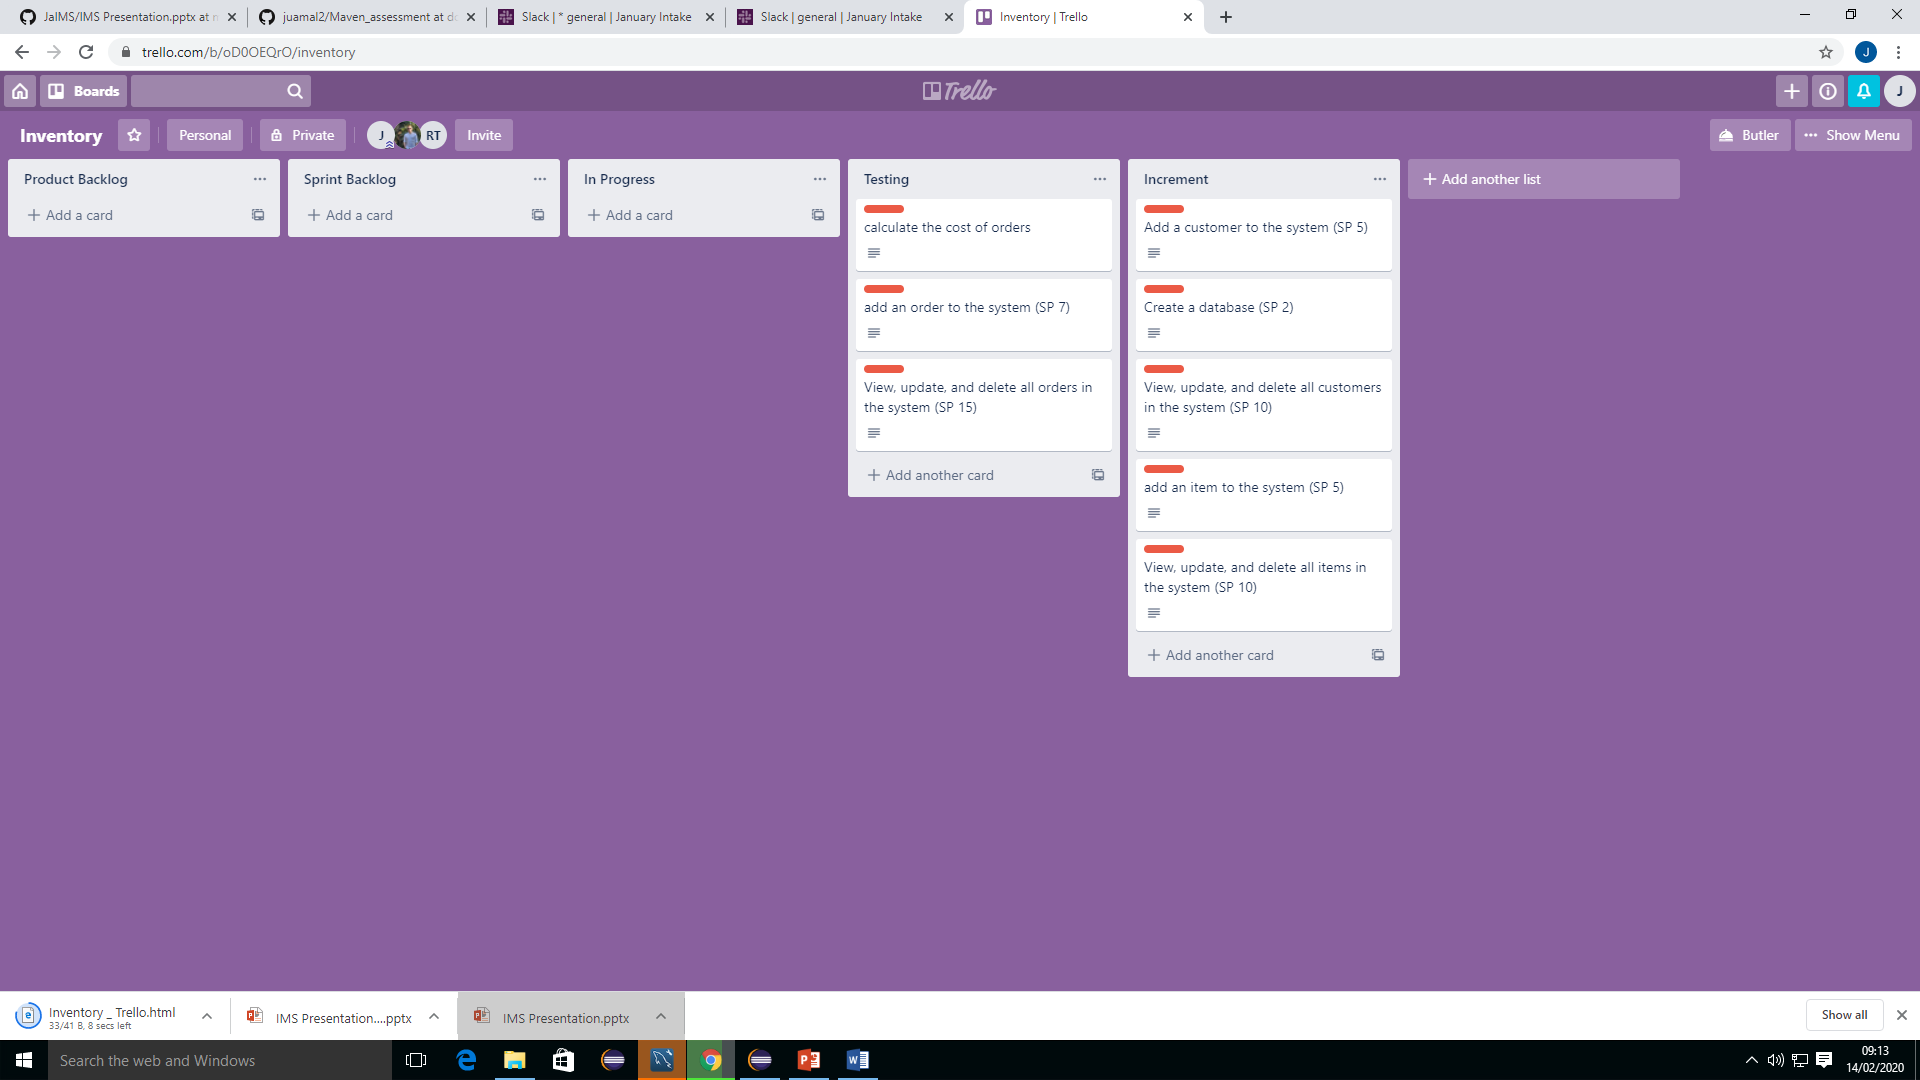 JaIMS/IMS Presentation.pptx at n
juamal2/Maven_assessment at do
Slack | * general | January Intake
Slack | general | January Intake
Inventory | Trello
trello.com/b/oD0OEQrO/inventory
J
Boards
Trello
J
Inventory
Personal
Private
J
RT
Invite
Butler
Show Menu
Product Backlog
Add a card
Sprint Backlog
Add a card
In Progress
Add a card
Testing
calculate the cost of orders
add an order to the system (SP 7)
View, update, and delete all orders in
the system (SP 15)
Add another card
Increment
Add a customer to the system (SP 5)
Create a database (SP 2)
View, update, and delete all customers
in the system (SP 10)
add an item to the system (SP 5)
View, update, and delete all items in
the system (SP 10)
Add another card
Add another list
Inventory _ Trello.html
33/41 B, 8 secs left
IMS Presentation....pptx
IMS Presentation.pptx
Show all
Search the web and Windows
09:13
14/02/2020